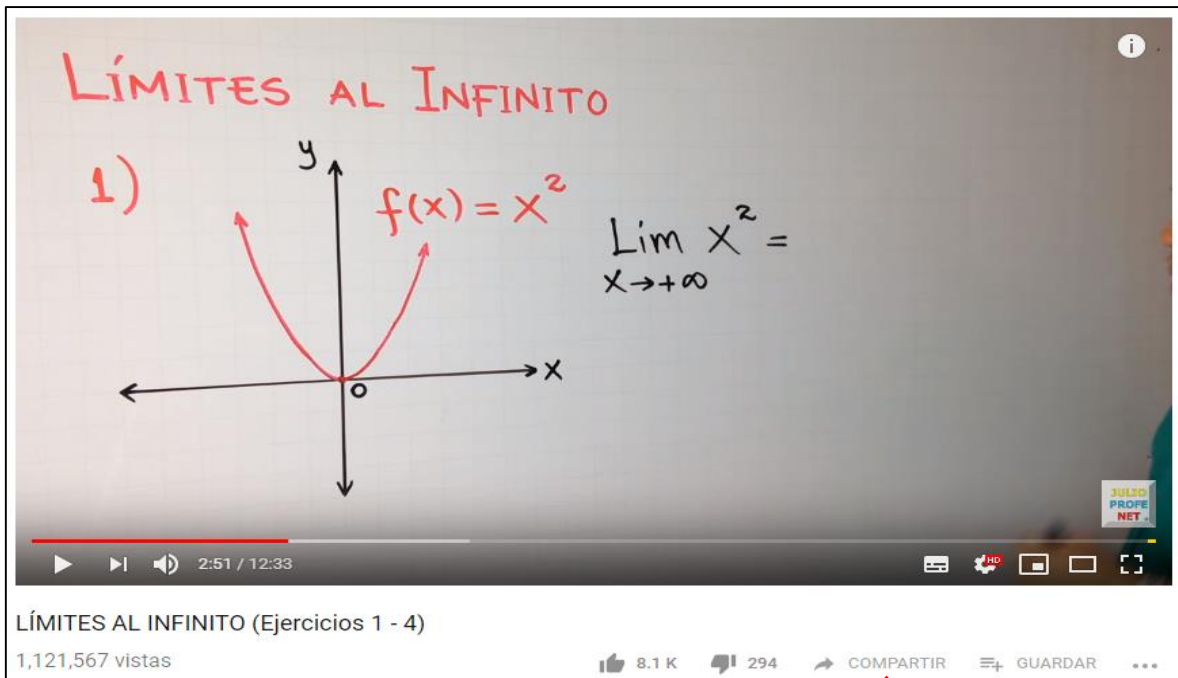 LÍMITES AL INFINITO
1)
y
f(x) = x²
Lim x² =
x→+∞
x
0
i
JULIO
PROFE
NET
2:51 / 12:33
HD
LÍMITES AL INFINITO (Ejercicios 1 - 4)
1,121,567 vistas
8.1 K 294 COMPARTIR GUARDAR